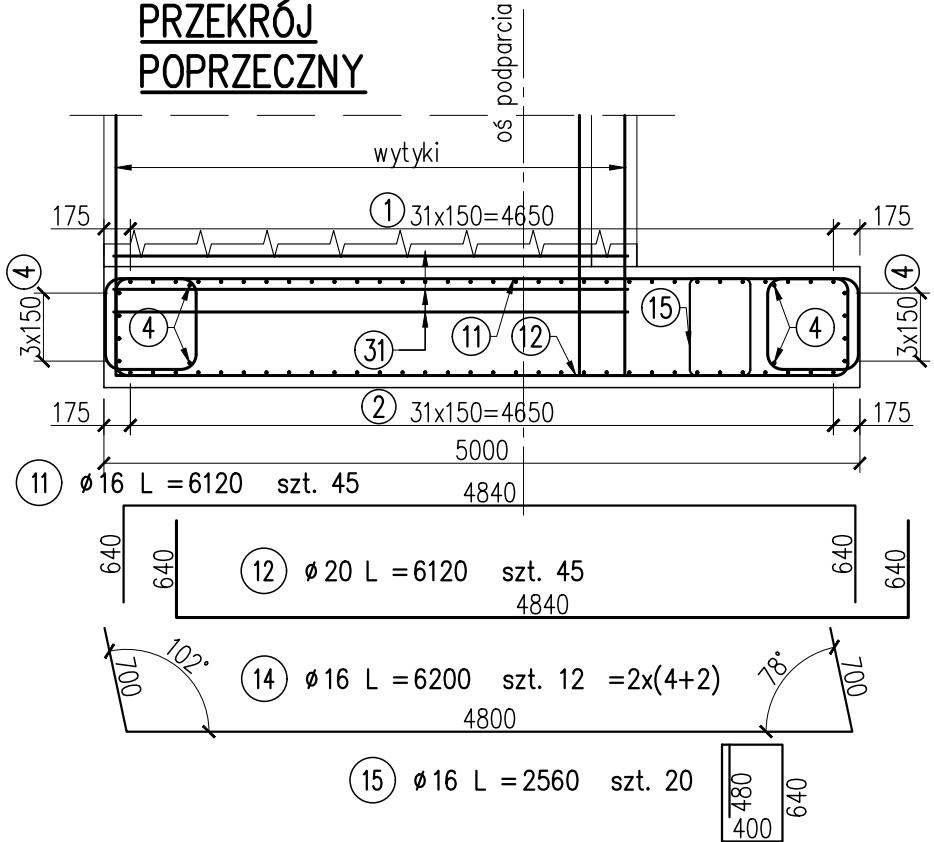 PRZEKRÓJ
POPRZECZNY
oś podparcia
wytyki
175
1 31x150=4650
175
4
4
3x150
4
31
11
12
15
4
3x150
175
2 31x150=4650
175
5000
11 ø16 L =6120 szt. 45
4840
640
640
640
640
12 ø20 L =6120 szt. 45
4840
700
102°
14 ø16 L =6200 szt. 12 =2x(4+2)
78°
700
4800
15 ø16 L =2560 szt. 20
480
640
400